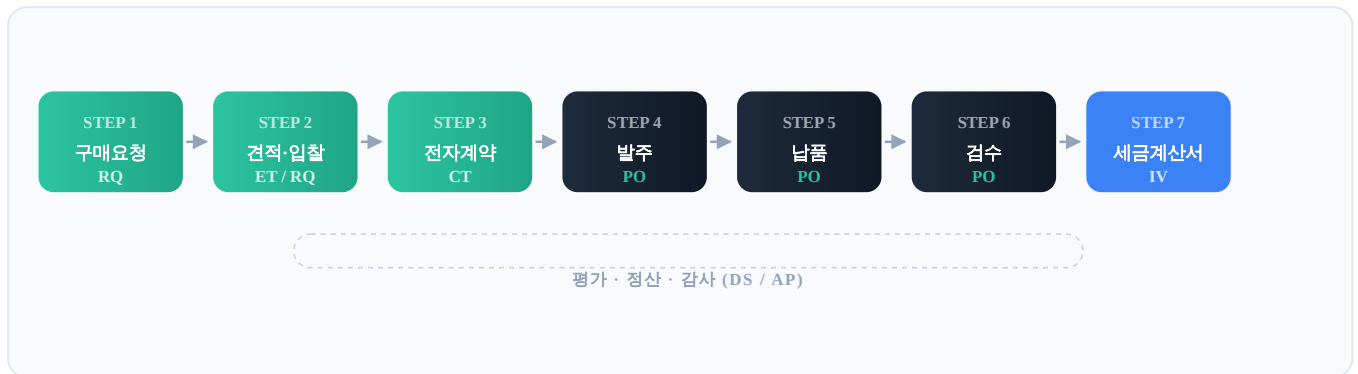 STEP 1
구매요청
RQ
STEP 2
견적·입찰
ET / RQ
STEP 3
전자계약
CT
STEP 4
발주
PO
STEP 5
납품
PO
STEP 6
검수
PO
STEP 7
세금계산서
IV
평가 · 정산 · 감사 (DS / AP)